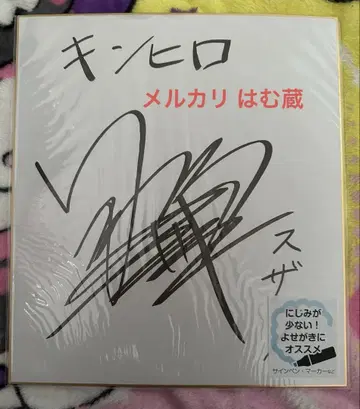 キンヒロ
メルカリ はむ蔵
スザ
にじみが
少ない!
よせがきに
オススメ
サインペン・マーカーなど